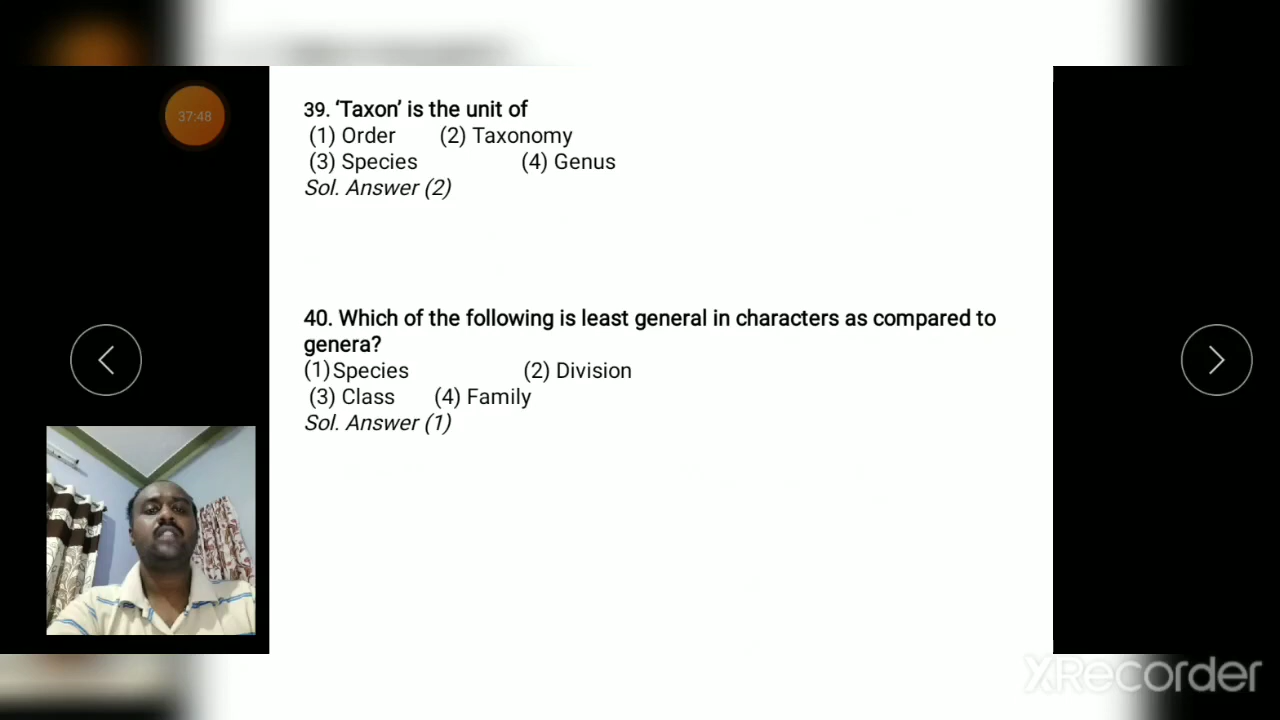 37:48
39. ‘Taxon’ is the unit of
(1) Order (2) Taxonomy
(3) Species (4) Genus
Sol. Answer (2)
40. Which of the following is least general in characters as compared to
genera?
(1) Species (2) Division
(3) Class (4) Family
Sol. Answer (1)
XRecorder